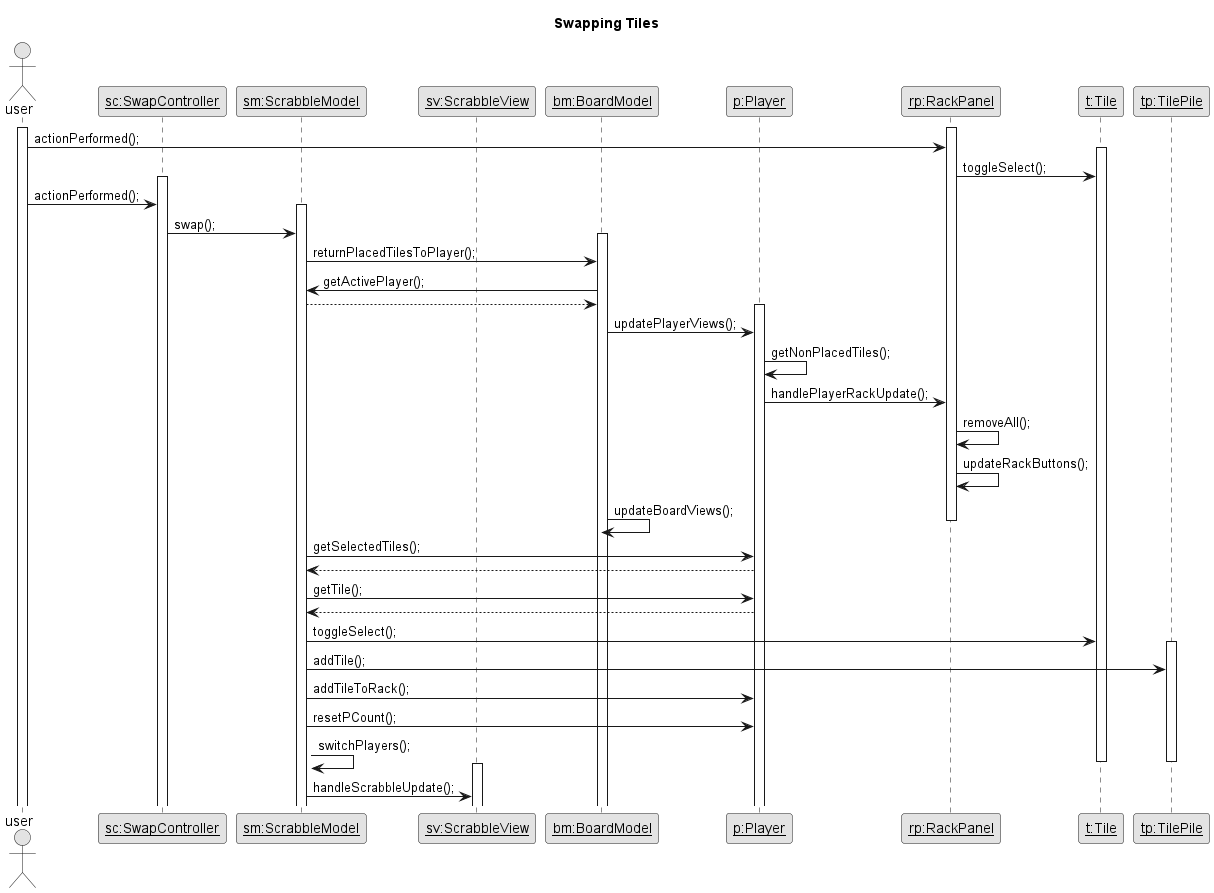 Swapping Tiles
user
sc:SwapController
sm:ScrabbleModel
sv:ScrabbleView
bm:BoardModel
p:Player
rp:RackPanel
t:Tile
tp:TilePile
actionPerformed();
toggleSelect();
actionPerformed();
swap();
returnPlacedTilesToPlayer();
getActivePlayer();
updatePlayerViews();
getNonPlacedTiles();
handlePlayerRackUpdate();
removeAll();
updateRackButtons();
updateBoardViews();
getSelectedTiles();
getTile();
toggleSelect();
addTile();
addTileToRack();
resetPCount();
switchPlayers();
handleScrabbleUpdate();
user
sc:SwapController
sm:ScrabbleModel
sv:ScrabbleView
bm:BoardModel
p:Player
rp:RackPanel
t:Tile
tp:TilePile